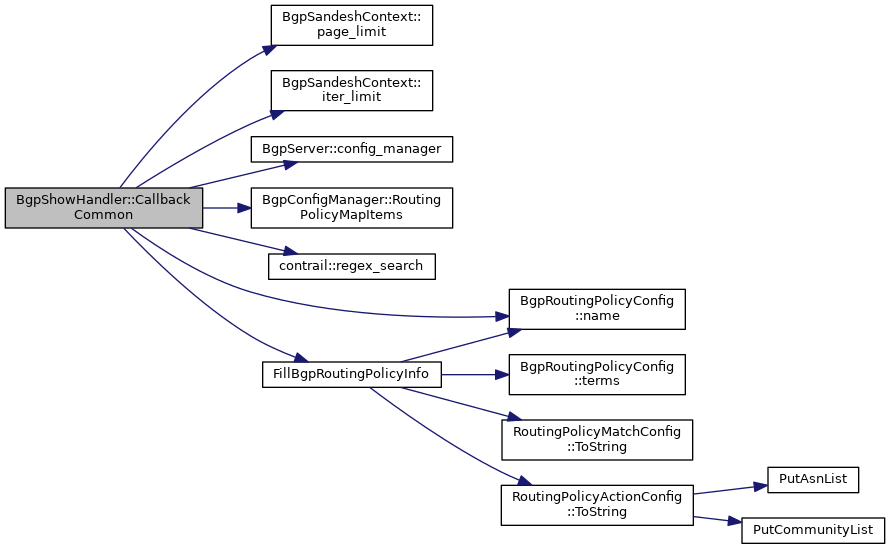 BgpSandeshContext::
page_limit
BgpSandeshContext::
iter_limit
BgpServer::config_manager
BgpShowHandler::Callback
Common
BgpConfigManager::Routing
PolicyMapItems
contrail::regex_search
BgpRoutingPolicyConfig
::name
FillBgpRoutingPolicyInfo
BgpRoutingPolicyConfig
::terms
RoutingPolicyMatchConfig
::ToString
RoutingPolicyActionConfig
::ToString
PutAsnList
PutCommunityList